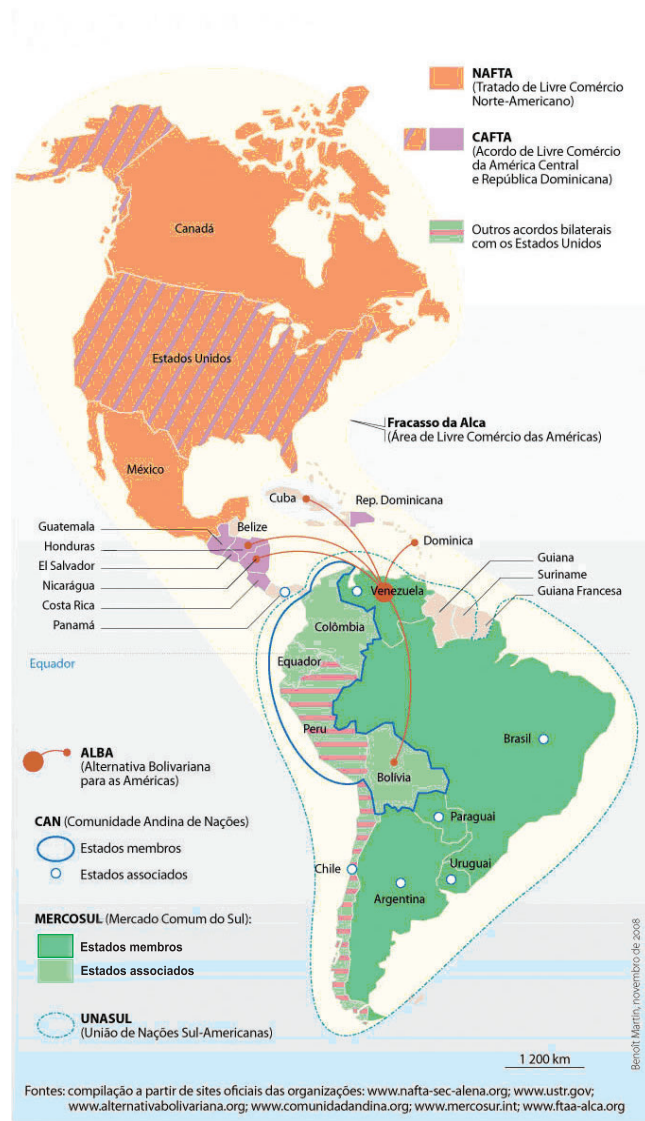 NAFTA
(Tratado de Livre Comércio
Norte-Americano)
CAFTA
(Acordo de Livre Comércio
da América Central
e República Dominicana)
Outros acordos bilaterais
com os Estados Unidos
Canadá
Estados Unidos
Fracasso da Alca
(Área de Livre Comércio das Américas)
México
Cuba
Rep. Dominicana
Guatemala
Belize
Honduras
Dominica
El Salvador
Guiana
Nicarágua
Suriname
Costa Rica
Venezuela
Guiana Francesa
Panamá
Colômbia
Equador
Equador
Peru
Brasil
ALBA
(Alternativa Bolivariana
para as Américas)
Bolívia
CAN (Comunidade Andina de Nações)
Paraguai
Estados membros
Uruguai
Estados associados
Chile
Argentina
MERCOSUL (Mercado Comum do Sul):
Estados membros
Estados associados
UNASUL
(União de Nações Sul-Americanas)
Benoît Martin, novembro de 2008
1 200 km
Fontes: compilação a partir de sites oficiais das organizações: www.nafta-sec-alena.org; www.ustr.gov;
www.alternativabolivariana.org; www.comunidadandina.org; www.mercosur.int; www.ftaa-alca.org